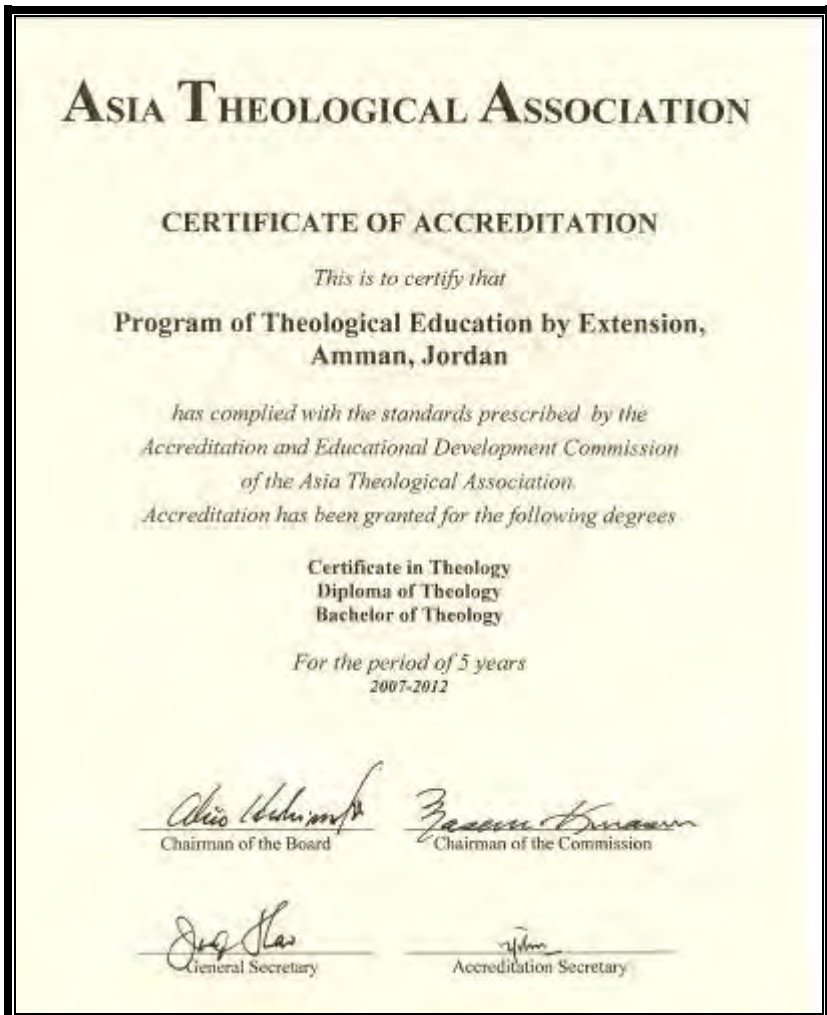 ASIA THEOLOGICAL ASSOCIATION
CERTIFICATE OF ACCREDITATION
This is to certify that
Program of Theological Education by Extension,
Amman, Jordan
has complied with the standards prescribed by the
Accreditation and Educational Development Commission
of the Asia Theological Association.
Accreditation has been granted for the following degrees
Certificate in Theology
Diploma of Theology
Bachelor of Theology
For the period of 5 years
2007-2012
Chairman of the Board
Chairman of the Commission
General Secretary
Accreditation Secretary